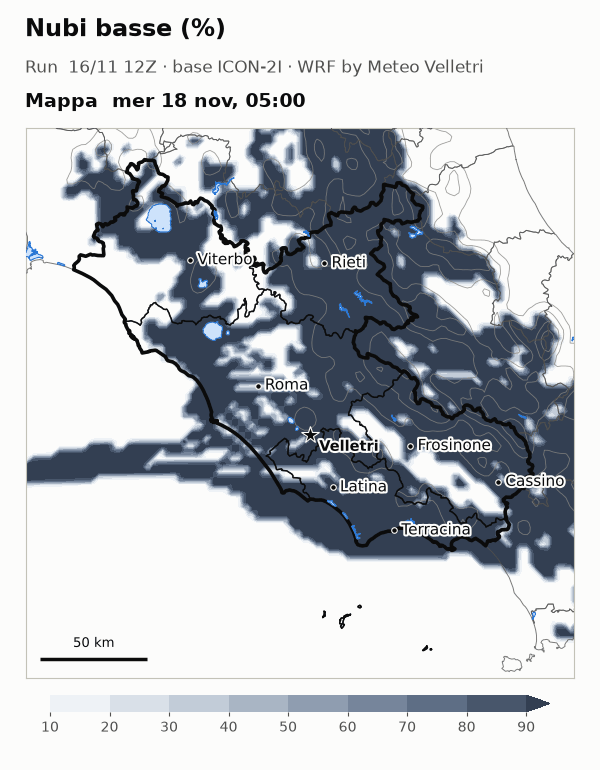 Nubi basse (%)
Run  16/11 12Z · base ICON-2I · WRF by Meteo Velletri
Mappa  mer 18 nov, 05:00
Viterbo
Rieti
Roma
Velletri
Frosinone
Latina
Cassino
Terracina
50 km
10 20 30 40 50 60 70 80 90